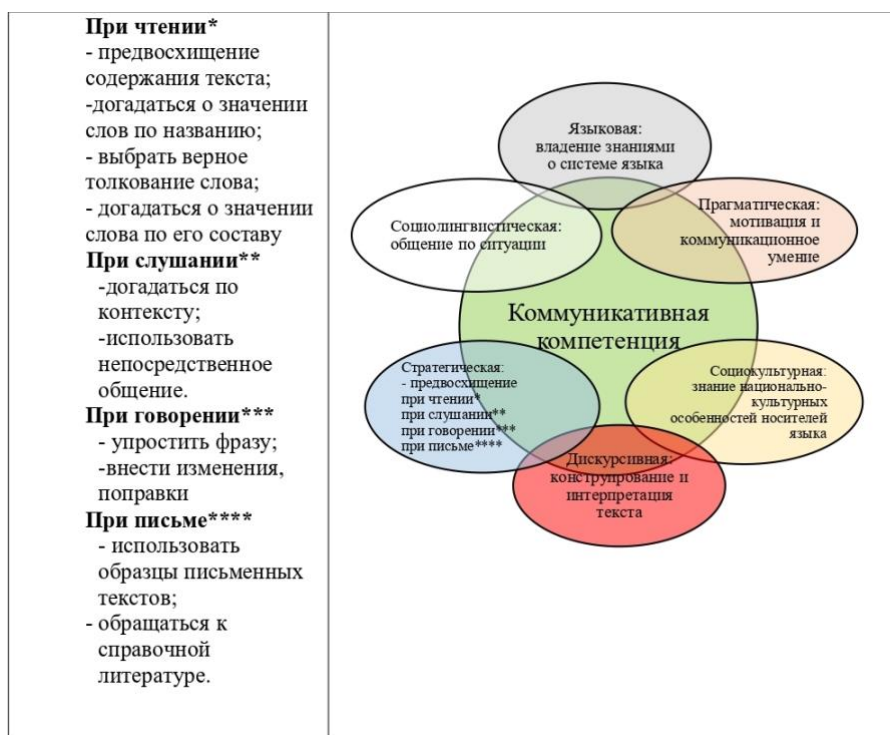 При чтении*
- предвосхищение
содержания текста;
-догадаться о значении
слов по названию;
- выбрать верное
толкование слова;
- догадаться о значении
слова по его составу
При слушании**
-догадаться по
контексту;
-использовать
непосредственное
общение.
При говорении***
- упростить фразу;
-внести изменения,
поправки
При письме****
- использовать
образцы письменных
текстов;
- обращаться к
справочной
литературе.
Языковая:
владение знаниями
о системе языка
Прагматическая:
мотивация и
коммуникационное
умение
Социолингвистическая:
общение по ситуации
Коммуникативная
компетенция
Стратегическая:
- предвосхищение
при чтении*
при слушании**
при говорении***
при письме****
Социокультурная:
знание национально-
культурных
особенностей носителей
языка
Дискурсивная:
конструирование и
интерпретация
текста